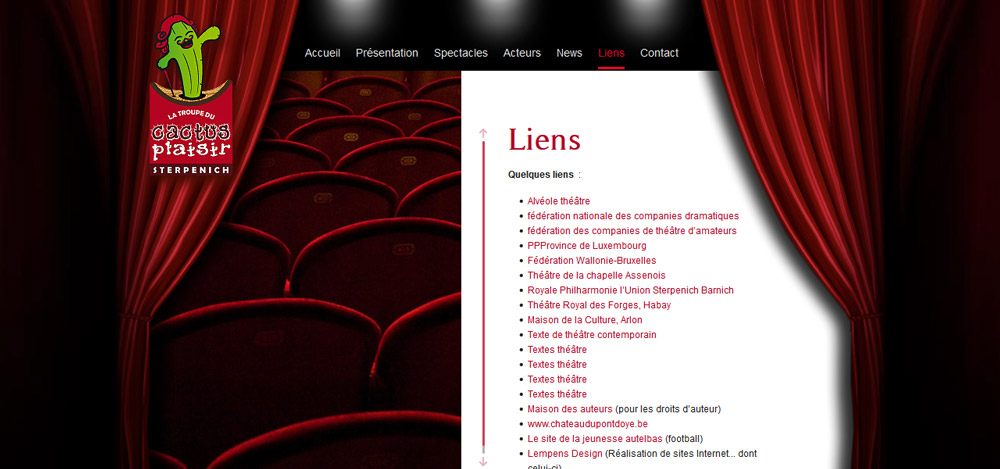 LA TROUPE DU
cactus
plaisir
STERPENICH
Accueil Présentation Spectacles Acteurs News Liens Contact
Liens
Quelques liens :
Alvéole théâtre
fédération nationale des companies dramatiques
fédération des companies de théâtre d'amateurs
PPProvince de Luxembourg
Fédération Wallonie-Bruxelles
Théâtre de la chapelle Assenois
Royale Philharmonie l'Union Sterpenich Barnich
Théâtre Royal des Forges, Habay
Maison de la Culture, Arlon
Texte de théâtre contemporain
Textes théâtre
Textes théâtre
Textes théâtre
Textes théâtre
Maison des auteurs (pour les droits d'auteur)
www.chateaudupontdoye.be
Le site de la jeunesse autelbas (football)
Lempens Design (Réalisation de sites Internet... dont
celui-ci)